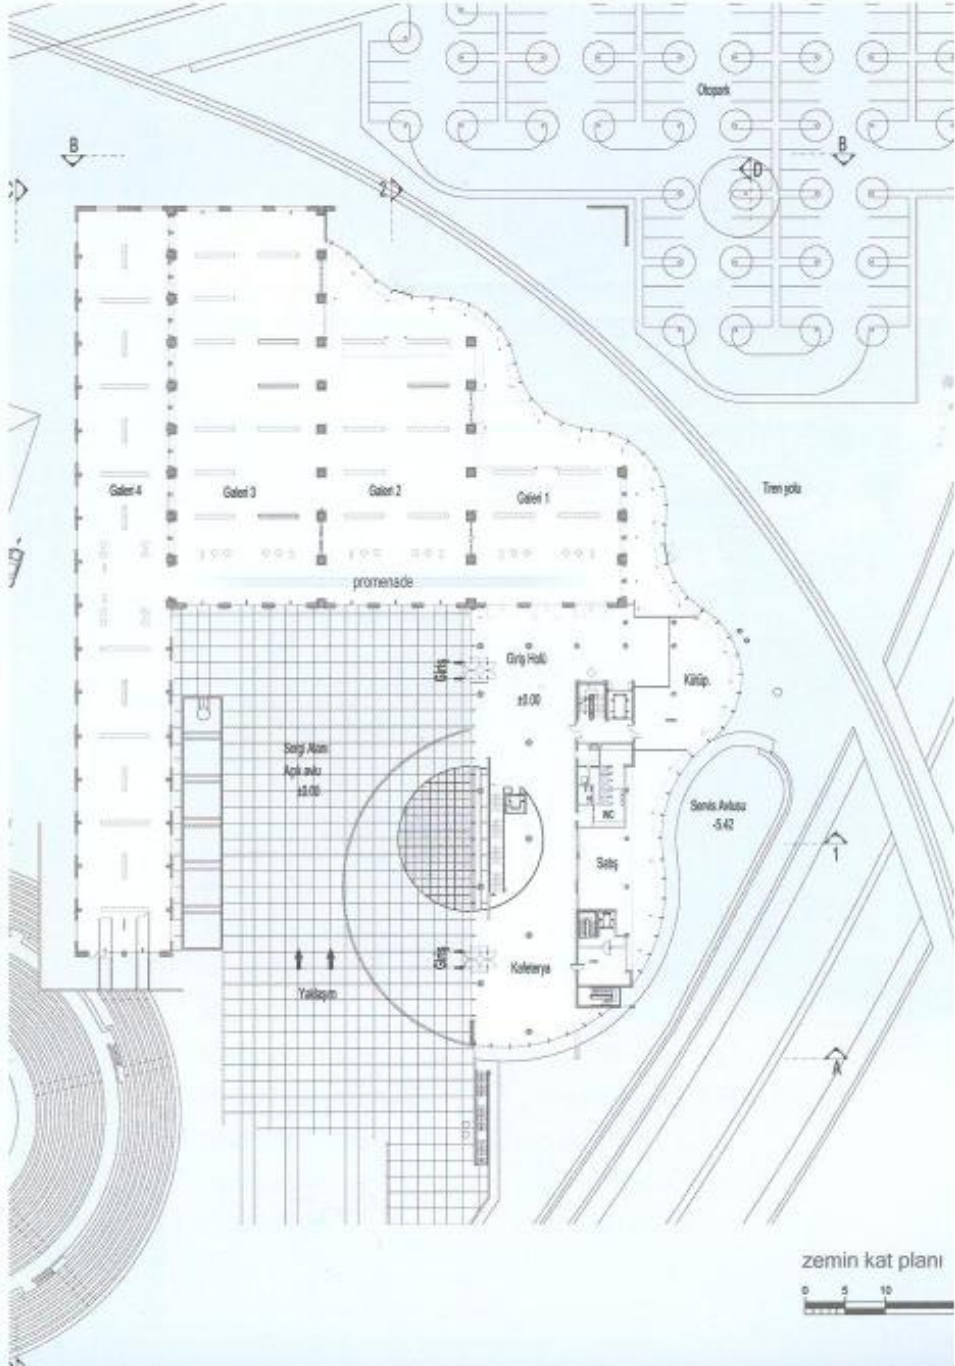 Otopark
B
B
D
C
2
Tren yolu
Galeri 4
Galeri 3
Galeri 2
Galeri 1
promenade
Giriş
Giriş Holü
±0.00
Kütüp.
Sergi Alanı
Açık avlu
±0.00
Servis Avlusu
-5.42
WC
1
Satış
Giriş
Kafeterya
Yaklaşım
A
zemin kat planı
0 5 10